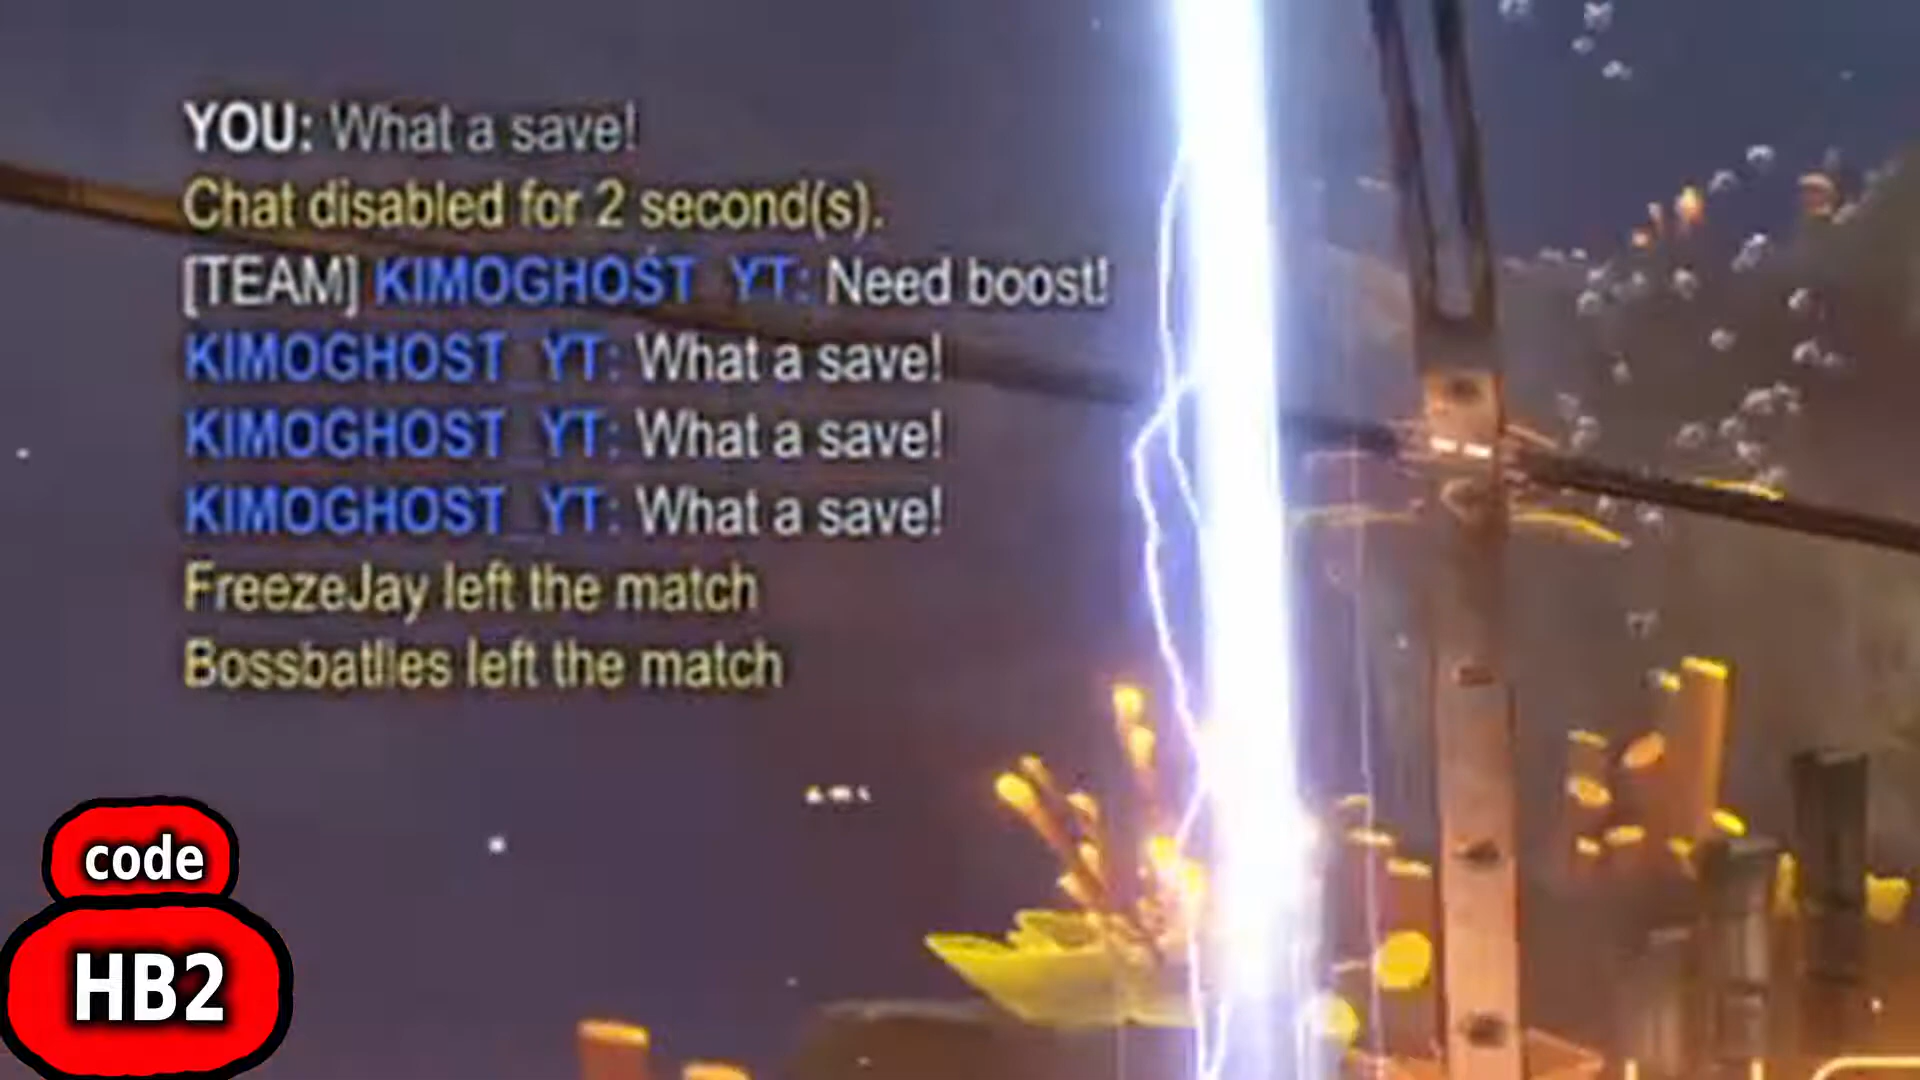 YOU: What a save!
Chat disabled for 2 second(s).
[TEAM] KIMOGHOST_YT: Need boost!
KIMOGHOST_YT: What a save!
KIMOGHOST_YT: What a save!
KIMOGHOST_YT: What a save!
FreezeJay left the match
Bossbatlles left the match
code
HB2